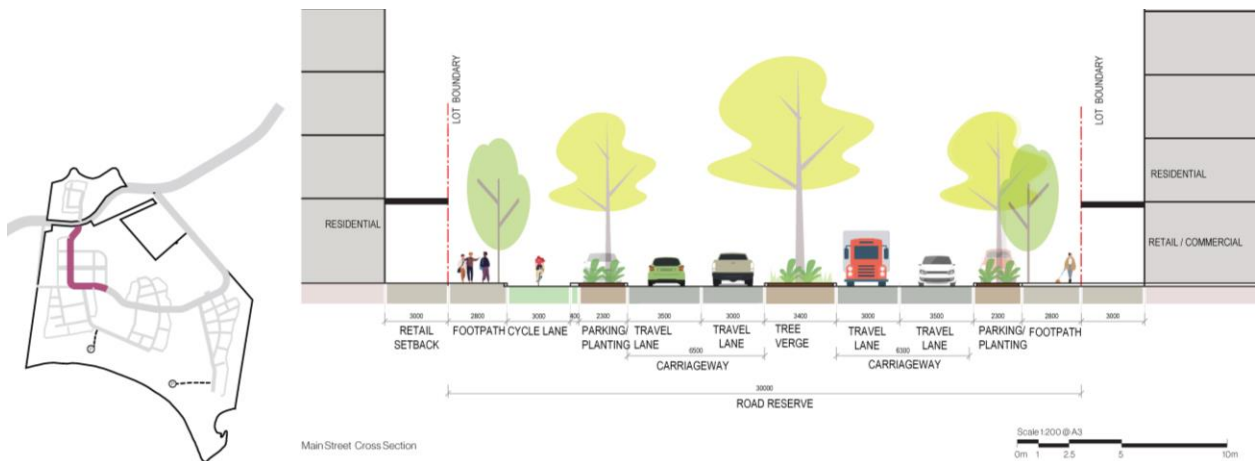 LOT BOUNDARY
LOT BOUNDARY
RESIDENTIAL
RESIDENTIAL
RETAIL / COMMERCIAL
3000 2800 3000 400 2300 3500 3000 3400 3000 3500 2300 2800 3000
RETAIL SETBACK
FOOTPATH
CYCLE LANE
PARKING/ PLANTING
TRAVEL LANE
TRAVEL LANE
TREE VERGE
TRAVEL LANE
TRAVEL LANE
PARKING/ PLANTING
FOOTPATH
6500
CARRIAGEWAY
CARRIAGEWAY
30000
ROAD RESERVE
Main Street Cross Section
Scale 1:200 @ A3
0m 1 2.5 5 10m